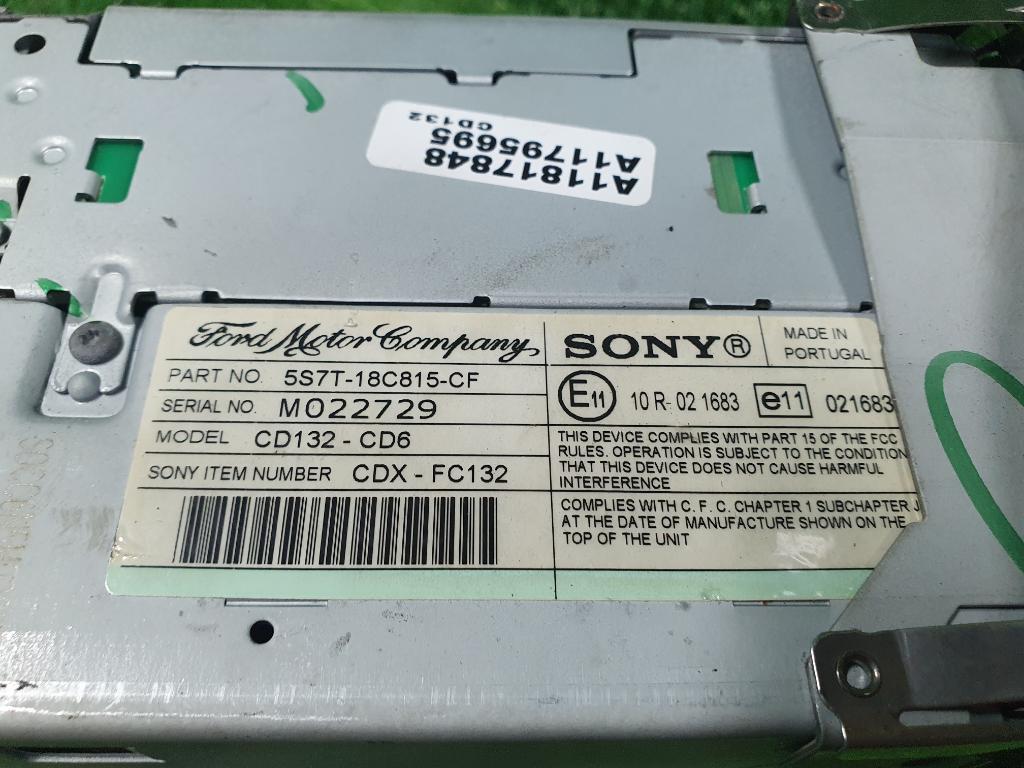 A11817848
A11795695
CD132
Ford Motor Company
PART NO. 5S7T-18C815-CF
SERIAL NO. M022729
MODEL CD132 - CD6
SONY ITEM NUMBER CDX - FC132
SONY®
MADE IN
PORTUGAL
E11 10 R- 02 1683 e11 021683
THIS DEVICE COMPLIES WITH PART 15 OF THE FCC
RULES. OPERATION IS SUBJECT TO THE CONDITION
THAT THIS DEVICE DOES NOT CAUSE HARMFUL
INTERFERENCE
COMPLIES WITH C. F. C. CHAPTER 1 SUBCHAPTER J
AT THE DATE OF MANUFACTURE SHOWN ON THE
TOP OF THE UNIT